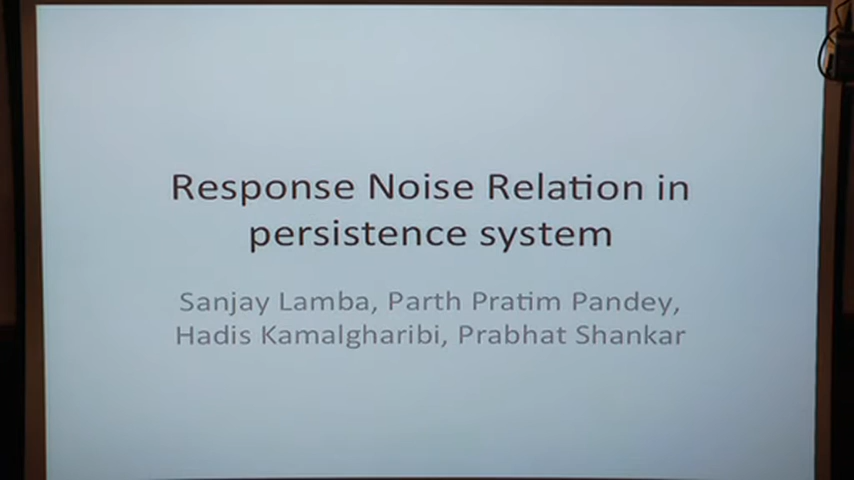 Response Noise Relation in
persistence system
Sanjay Lamba, Parth Pratim Pandey,
Hadis Kamalgharibi, Prabhat Shankar